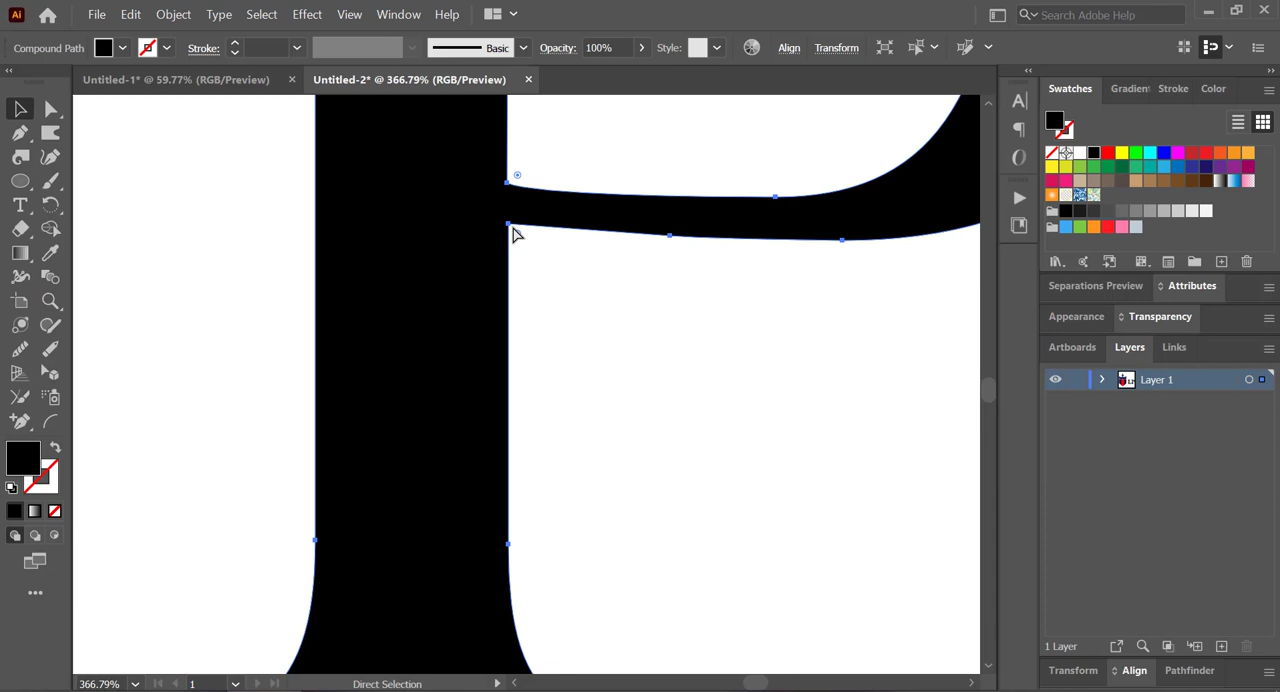 Ai File Edit Object Type Select Effect View Window Help Search Adobe Help
Compound Path Stroke: Basic Opacity: 100% Style: Align Transform
Untitled-1* @ 59.77% (RGB/Preview) Untitled-2* @ 366.79% (RGB/Preview)
Swatches Gradien Stroke Color
Separations Preview Attributes
Appearance Transparency
Artboards Layers Links
Layer 1
1 Layer
Transform Align Pathfinder
366.79% 1 Direct Selection